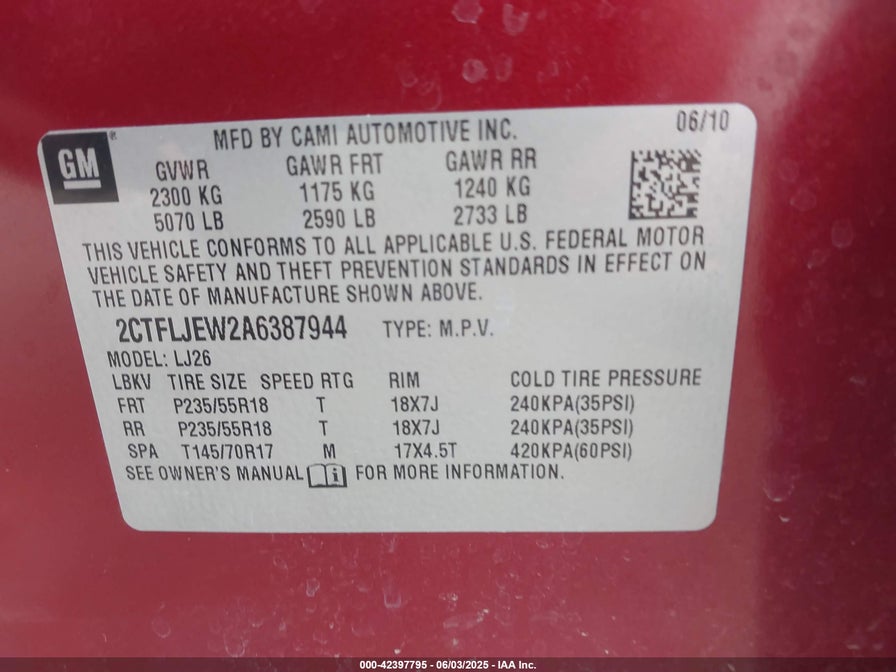 GM
®
MFD BY CAMI AUTOMOTIVE INC.
06/10
GVWR GAWR FRT GAWR RR
2300 KG 1175 KG 1240 KG
5070 LB 2590 LB 2733 LB
THIS VEHICLE CONFORMS TO ALL APPLICABLE U.S. FEDERAL MOTOR
VEHICLE SAFETY AND THEFT PREVENTION STANDARDS IN EFFECT ON
THE DATE OF MANUFACTURE SHOWN ABOVE.
2CTFLJEW2A6387944 TYPE: M.P.V.
MODEL: LJ26
LBKV TIRE SIZE SPEED RTG RIM COLD TIRE PRESSURE
FRT P235/55R18 T 18X7J 240KPA(35PSI)
RR P235/55R18 T 18X7J 240KPA(35PSI)
SPA T145/70R17 M 17X4.5T 420KPA(60PSI)
SEE OWNER'S MANUAL i FOR MORE INFORMATION.
000-42397795 - 06/03/2025 - IAA Inc.